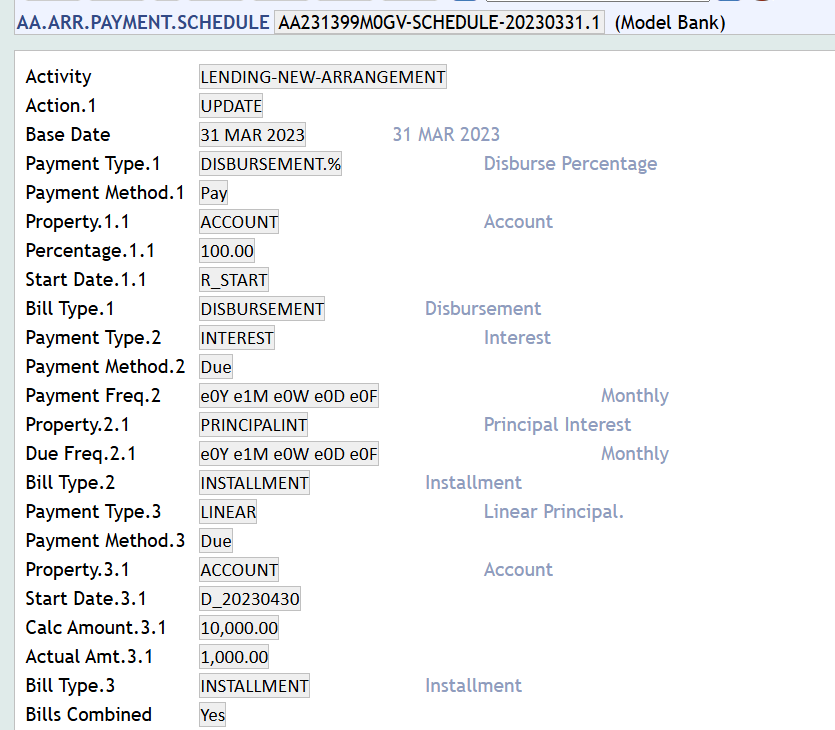 AA.ARR.PAYMENT.SCHEDULE AA231399M0GV-SCHEDULE-20230331.1 (Model Bank)
Activity LENDING-NEW-ARRANGEMENT
Action.1 UPDATE
Base Date 31 MAR 2023 31 MAR 2023
Payment Type.1 DISBURSEMENT.% Disburse Percentage
Payment Method.1 Pay
Property.1.1 ACCOUNT Account
Percentage.1.1 100.00
Start Date.1.1 R_START
Bill Type.1 DISBURSEMENT Disbursement
Payment Type.2 INTEREST Interest
Payment Method.2 Due
Payment Freq.2 e0Y e1M e0W e0D e0F Monthly
Property.2.1 PRINCIPALINT Principal Interest
Due Freq.2.1 e0Y e1M e0W e0D e0F Monthly
Bill Type.2 INSTALLMENT Installment
Payment Type.3 LINEAR Linear Principal.
Payment Method.3 Due
Property.3.1 ACCOUNT Account
Start Date.3.1 D_20230430
Calc Amount.3.1 10,000.00
Actual Amt.3.1 1,000.00
Bill Type.3 INSTALLMENT Installment
Bills Combined Yes